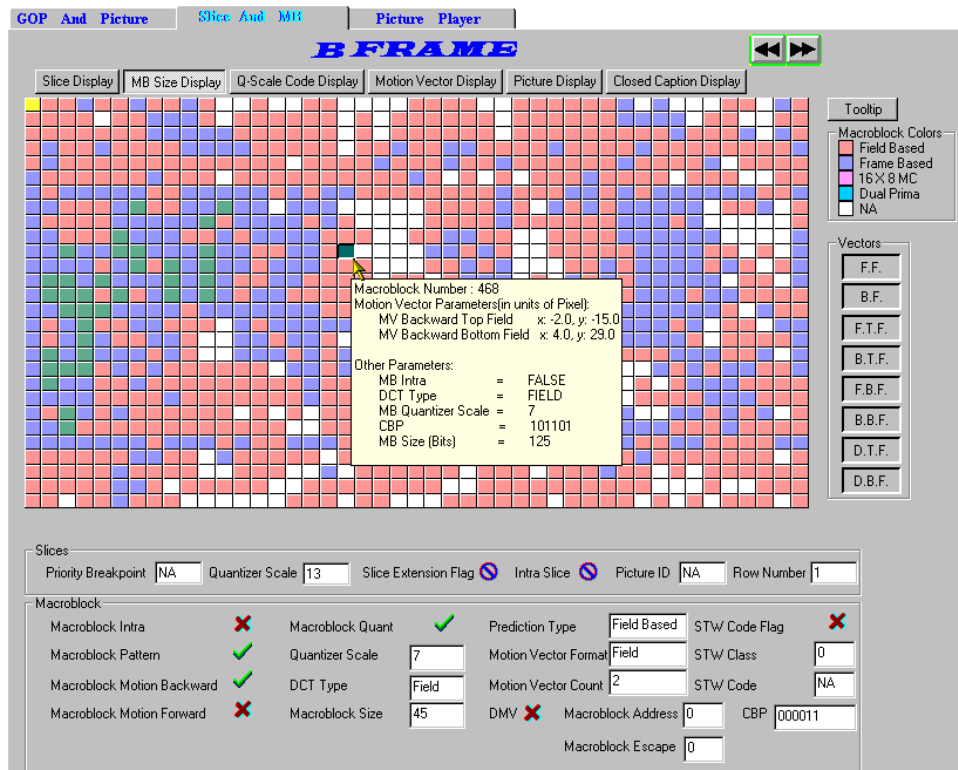 GOP And Picture Slice And MB Picture Player
B FRAME
Slice Display MB Size Display Q-Scale Code Display Motion Vector Display Picture Display Closed Caption Display
Tooltip
Macroblock Colors
Field Based
Frame Based
16 X 8 MC
Dual Prima
NA
Vectors
F.F.
B.F.
F.T.F.
B.T.F.
F.B.F.
B.B.F.
D.T.F.
D.B.F.
Macroblock Number : 468
Motion Vector Parameters(in units of Pixel):
MV Backward Top Field x: -2.0, y: -15.0
MV Backward Bottom Field x: 4.0, y: 29.0
Other Parameters:
MB Intra = FALSE
DCT Type = FIELD
MB Quantizer Scale = 7
CBP = 101101
MB Size (Bits) = 125
Slices
Priority Breakpoint NA Quantizer Scale 13 Slice Extension Flag Intra Slice Picture ID NA Row Number 1
Macroblock
Macroblock Intra Macroblock Quant Prediction Type Field Based STW Code Flag
Macroblock Pattern Quantizer Scale 7 Motion Vector Format Field STW Class 0
Macroblock Motion Backward DCT Type Field Motion Vector Count 2 STW Code NA
Macroblock Motion Forward Macroblock Size 45 DMV Macroblock Address 0 CBP 000011
Macroblock Escape 0